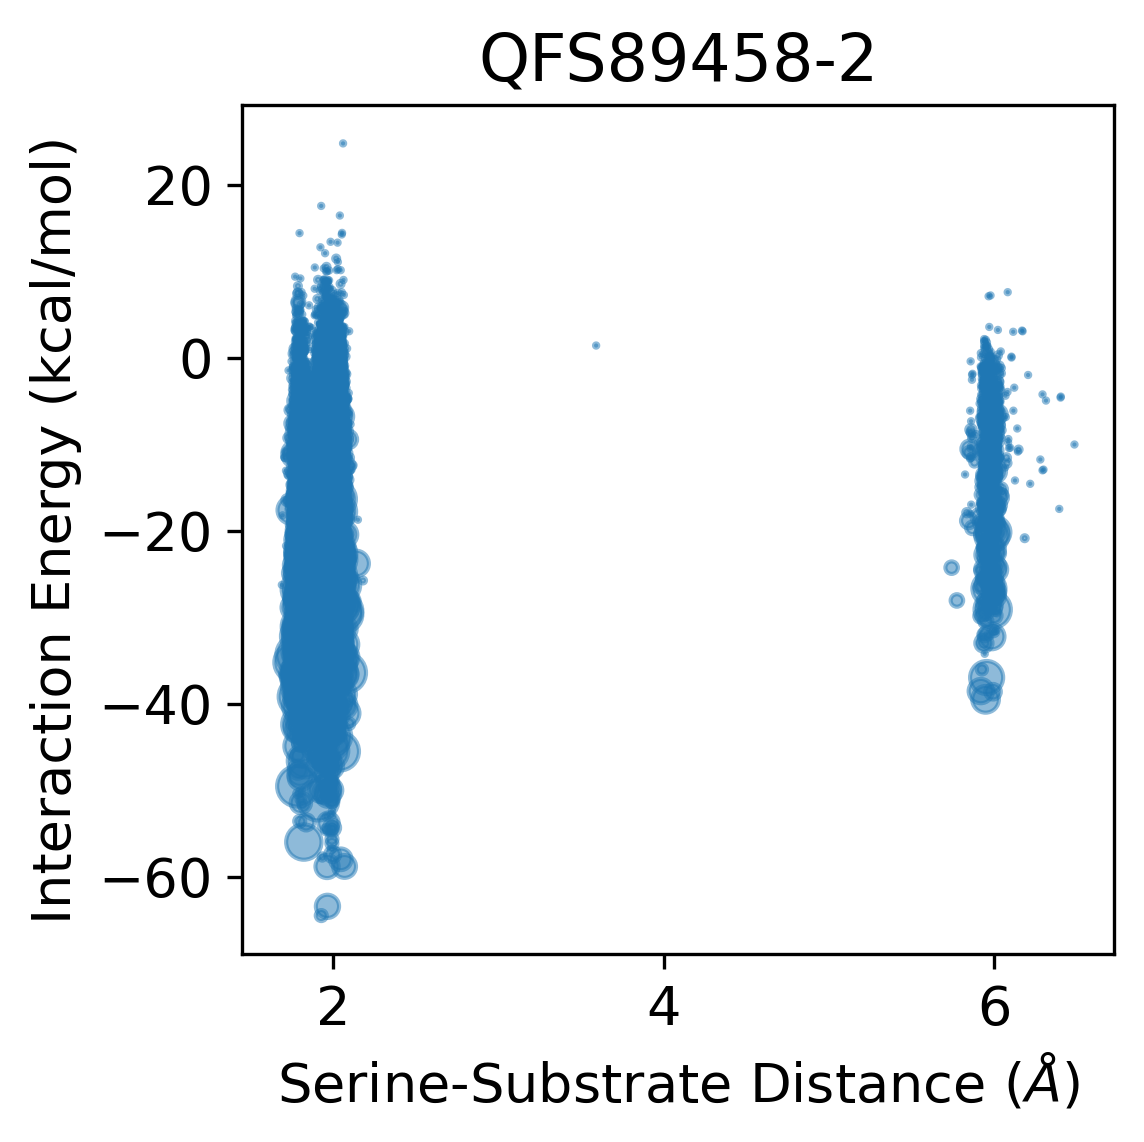 QFS89458-2
Interaction Energy (kcal/mol)
20
0
−20
−40
−60
2
4
6
Serine-Substrate Distance (Å)